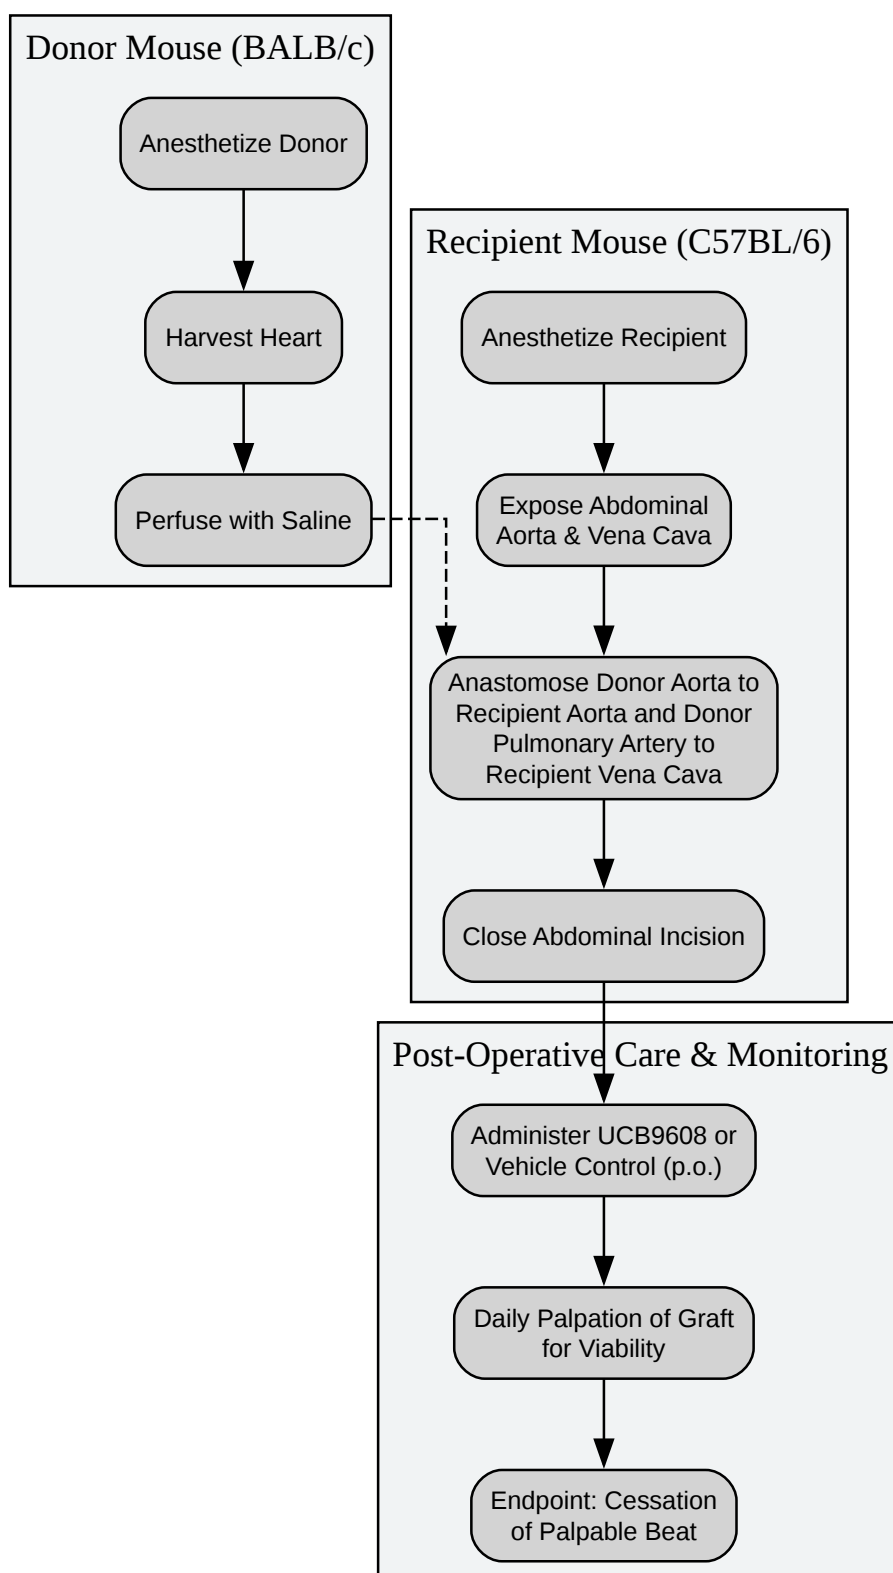 Donor Mouse (BALB/c)
Anesthetize Donor
Harvest Heart
Perfuse with Saline
Recipient Mouse (C57BL/6)
Anesthetize Recipient
Expose Abdominal
Aorta & Vena Cava
Anastomose Donor Aorta to
Recipient Aorta and Donor
Pulmonary Artery to
Recipient Vena Cava
Close Abdominal Incision
Post-Operative Care & Monitoring
Administer UCB9608 or
Vehicle Control (p.o.)
Daily Palpation of Graft
for Viability
Endpoint: Cessation
of Palpable Beat